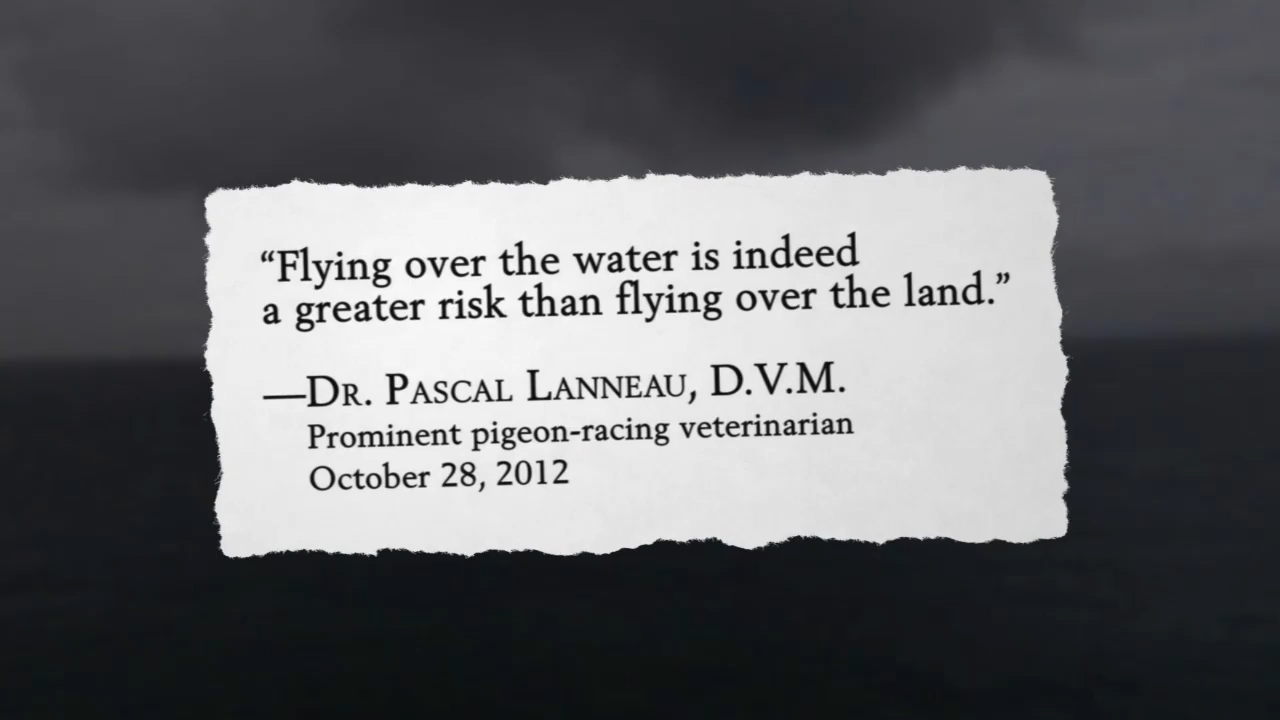 “Flying over the water is indeed
a greater risk than flying over the land.”
—Dr. Pascal Lanneau, D.V.M.
Prominent pigeon-racing veterinarian
October 28, 2012